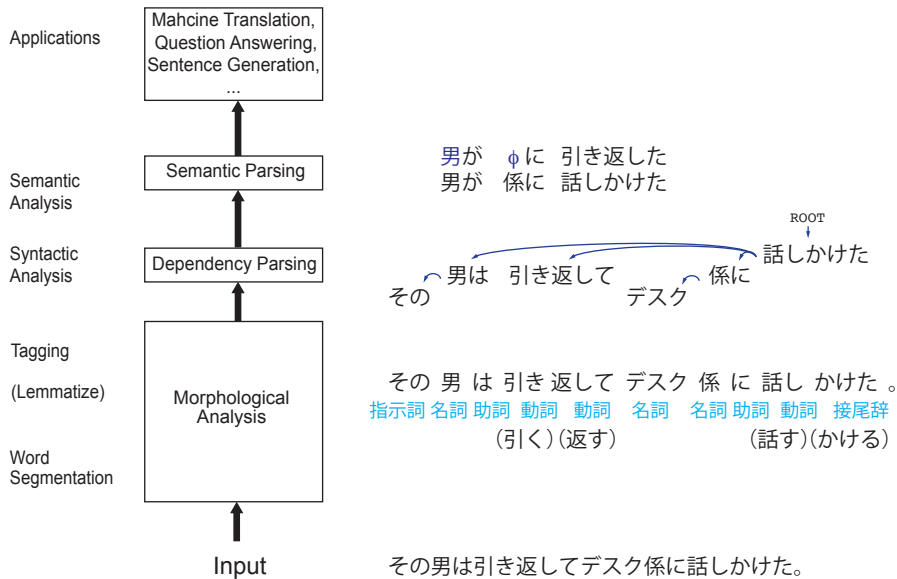 Applications
Mahcine Translation,
Question Answering,
Sentence Generation,
...
Semantic Parsing
Semantic
Analysis
男が φに 引き返した
男が 係に 話しかけた
Syntactic
Analysis
Dependency Parsing
ROOT
話しかけた
男は 引き返して 係に
その デスク
Tagging
(Lemmatize)
Word
Segmentation
Morphological
Analysis
その 男 は 引き 返して デスク 係 に 話し かけた 。
指示詞 名詞 助詞 動詞 動詞 名詞 名詞 助詞 動詞 接尾辞
(引く)(返す) (話す)(かける)
Input
その男は引き返してデスク係に話しかけた。